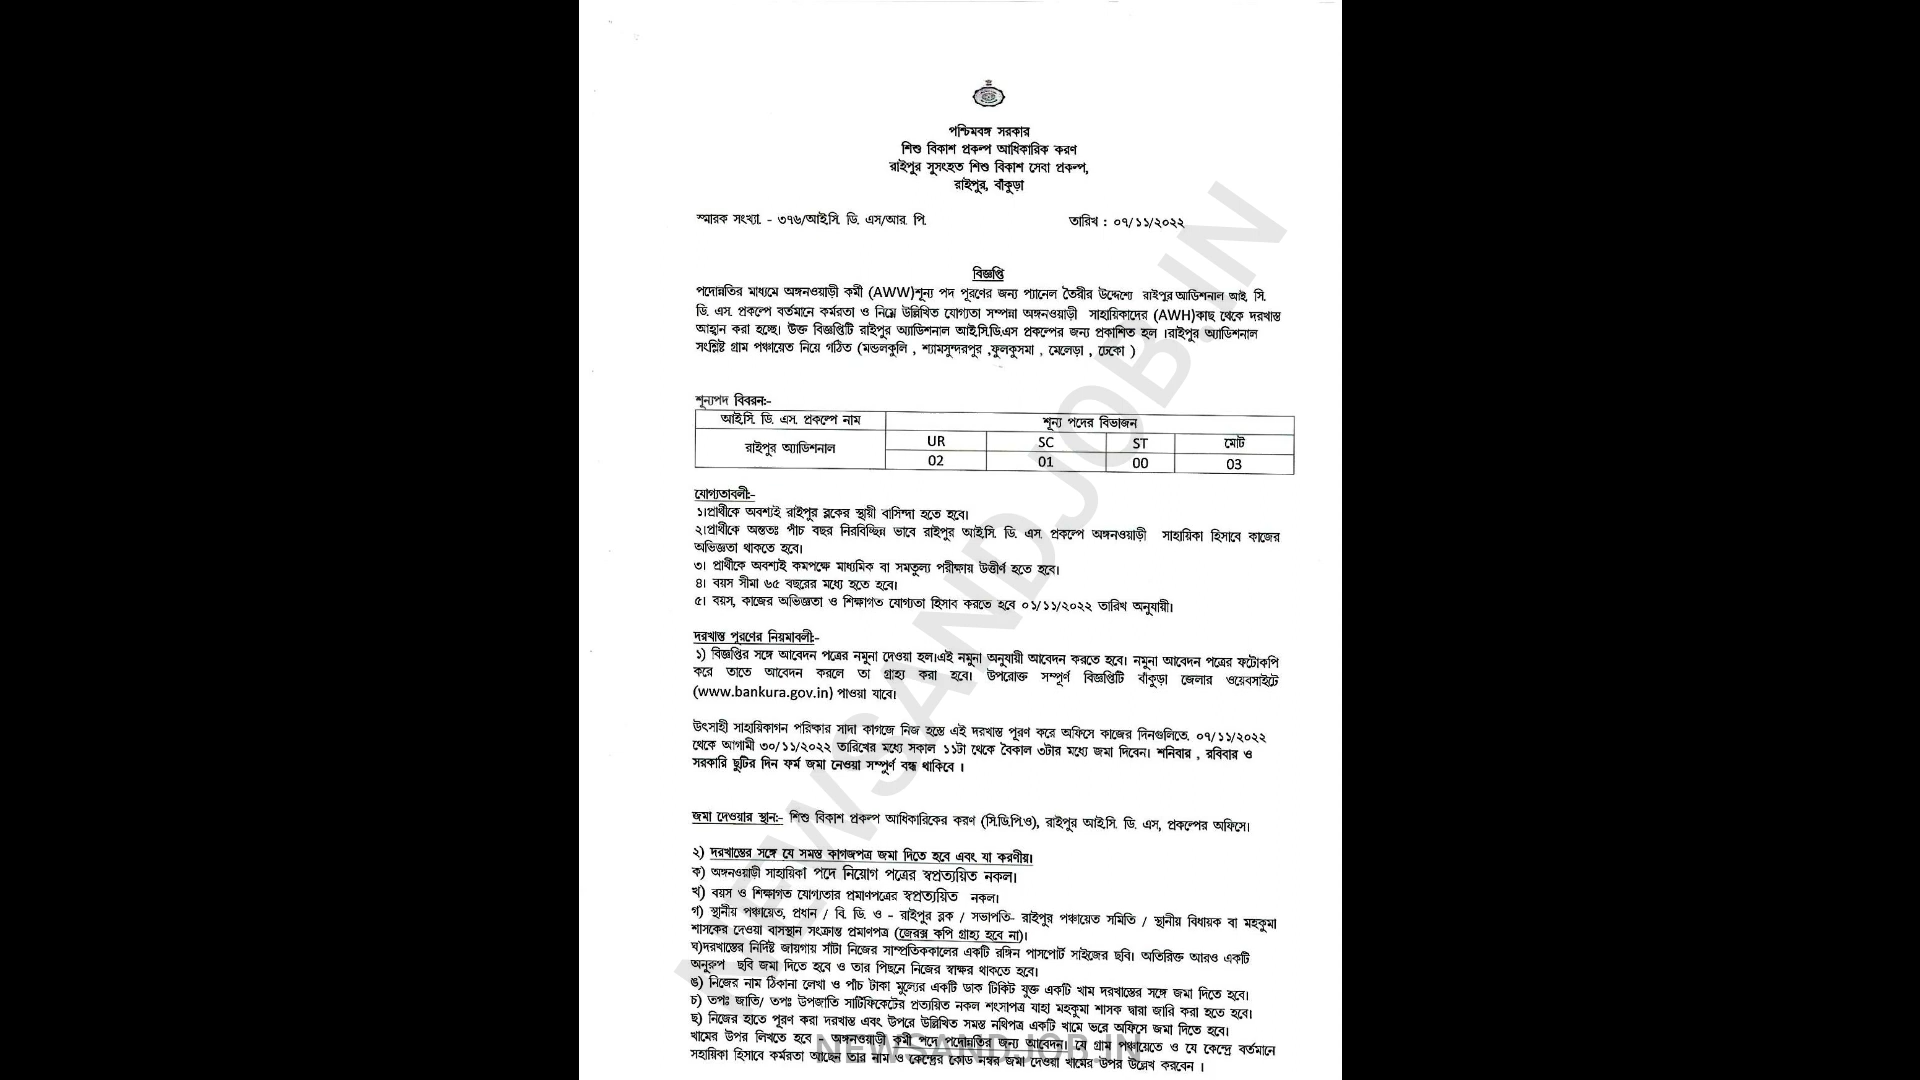 পশ্চিমবঙ্গ সরকার
শিশু বিকাশ প্রকল্প আধিকারিক করণ
রাইপুর সুসংহত শিশু বিকাশ সেবা প্রকল্প,
রাইপুর, বাঁকুড়া
স্মারক সংখ্যা. - ৩৭৬/আই.সি. ডি. এস/আর. পি. তারিখ : ০৭/১১/২০২২
বিজ্ঞপ্তি
পদোন্নতির মাধ্যমে অঙ্গনওয়াড়ী কর্মী (AWW)শূন্য পদ পূরণের জন্য প্যানেল তৈরীর উদ্দেশ্যে রাইপুর আডিশনাল আই. সি.
ডি. এস. প্রকল্পে বর্তমানে কর্মরতা ও নিম্নে উল্লিখিত যোগ্যতা সম্পন্না অঙ্গনওয়াড়ী সাহায়িকাদের (AWH)কাছ থেকে দরখাস্ত
আহ্বান করা হচ্ছে। উক্ত বিজ্ঞপ্তিটি রাইপুর অ্যাডিশনাল আই.সি.ডি.এস প্রকল্পের জন্য প্রকাশিত হল ।রাইপুর অ্যাডিশনাল
সংশ্লিষ্ট গ্রাম পঞ্চায়েত নিয়ে গঠিত (মন্ডলকুলি , শ্যামসুন্দরপুর ,ফুলকুসমা , মেলেড়া , ঢেকো )
শূন্যপদ বিবরন:-
আই.সি. ডি. এস. প্রকল্পে নাম শূন্য পদের বিভাজন
রাইপুর অ্যাডিশনাল UR SC ST মোট
02 01 00 03
যোগ্যতাবলী:-
১।প্রার্থীকে অবশ্যই রাইপুর ব্লকের স্থায়ী বাসিন্দা হতে হবে।
২।প্রার্থীকে অন্ততঃ পাঁচ বছর নিরবিচ্ছিন্ন ভাবে রাইপুর আই.সি. ডি. এস. প্রকল্পে অঙ্গনওয়াড়ী সাহায়িকা হিসাবে কাজের
অভিজ্ঞতা থাকতে হবে।
৩। প্রার্থীকে অবশ্যই কমপক্ষে মাধ্যমিক বা সমতুল্য পরীক্ষায় উত্তীর্ণ হতে হবে।
৪। বয়স সীমা ৬৫ বছরের মধ্যে হতে হবে।
৫। বয়স, কাজের অভিজ্ঞতা ও শিক্ষাগত যোগ্যতা হিসাব করতে হবে ০১/১১/২০২২ তারিখ অনুযায়ী।
দরখাস্ত পূরণের নিয়মাবলী:-
১) বিজ্ঞপ্তির সঙ্গে আবেদন পত্রের নমুনা দেওয়া হল।এই নমুনা অনুযায়ী আবেদন করতে হবে। নমুনা আবেদন পত্রের ফটোকপি
করে তাতে আবেদন করলে তা গ্রাহ্য করা হবে। উপরোক্ত সম্পূর্ণ বিজ্ঞপ্তিটি বাঁকুড়া জেলার ওয়েবসাইটে
(www.bankura.gov.in) পাওয়া যাবে।
উৎসাহী সাহায়িকাগন পরিষ্কার সাদা কাগজে নিজ হস্তে এই দরখাস্ত পূরণ করে অফিসে কাজের দিনগুলিতে. ০৭/১১/২০২২
থেকে আগামী ৩০/১১/২০২২ তারিখের মধ্যে সকাল ১১টা থেকে বৈকাল ৩টার মধ্যে জমা দিবেন। শনিবার , রবিবার ও
সরকারি ছুটির দিন ফর্ম জমা নেওয়া সম্পূর্ণ বন্ধ থাকিবে ।
জমা দেওয়ার স্থান:- শিশু বিকাশ প্রকল্প আধিকারিকের করণ (সি.ডি.পি.ও), রাইপুর আই.সি. ডি. এস, প্রকল্পের অফিসে।
২) দরখাস্তের সঙ্গে যে সমস্ত কাগজপত্র জমা দিতে হবে এবং যা করণীয়।
ক) অঙ্গনওয়াড়ী সাহায়িকা পদে নিয়োগ পত্রের স্বপ্রত্যয়িত নকল।
খ) বয়স ও শিক্ষাগত যোগ্যতার প্রমাণপত্রের স্বপ্রত্যয়িত নকল।
গ) স্থানীয় পঞ্চায়েত, প্রধান / বি. ডি. ও - রাইপুর ব্লক / সভাপতি- রাইপুর পঞ্চায়েত সমিতি / স্থানীয় বিধায়ক বা মহকুমা
শাসকের দেওয়া বাসস্থান সংক্রান্ত প্রমাণপত্র (জেরক্স কপি গ্রাহ্য হবে না)।
ঘ)দরখাস্তের নির্দিষ্ট জায়গায় সাঁটা নিজের সাম্প্রতিককালের একটি রঙ্গিন পাসপোর্ট সাইজের ছবি। অতিরিক্ত আরও একটি
অনুরুপ ছবি জমা দিতে হবে ও তার পিছনে নিজের স্বাক্ষর থাকতে হবে।
ঙ) নিজের নাম ঠিকানা লেখা ও পাঁচ টাকা মুল্যের একটি ডাক টিকিট যুক্ত একটি খাম দরখাস্তের সঙ্গে জমা দিতে হবে।
চ) তপঃ জাতি/ তপঃ উপজাতি সার্টিফিকেটের প্রত্যয়িত নকল শংসাপত্র যাহা মহকুমা শাসক দ্বারা জারি করা হতে হবে।
ছ) নিজের হাতে পূরণ করা দরখাস্ত এবং উপরে উল্লিখিত সমস্ত নথিপত্র একটি খামে ভরে অফিসে জমা দিতে হবে।
খামের উপর লিখতে হবে - অঙ্গনওয়াড়ী কর্মী পদে পদোন্নতির জন্য আবেদন। যে গ্রাম পঞ্চায়েতে ও যে কেন্দ্রে বর্তমানে
সহায়িকা হিসাবে কর্মরতা আছেন তার নাম ও কেন্দ্রের কোড নম্বর জমা দেওয়া খামের উপর উল্লেখ করবেন ।
NEWSANDJOB.IN
NEWSANDJOB.IN